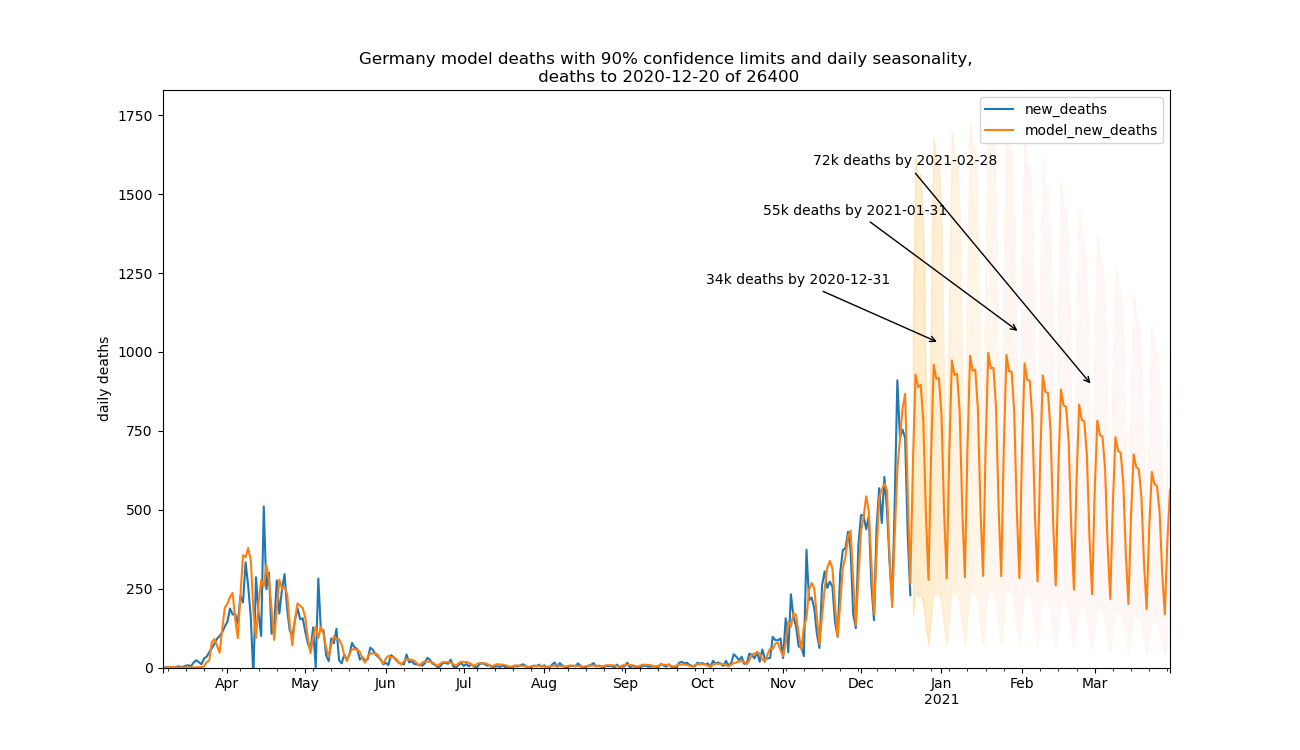 Germany model deaths with 90% confidence limits and daily seasonality,
deaths to 2020-12-20 of 26400
new_deaths
model_new_deaths
72k deaths by 2021-02-28
55k deaths by 2021-01-31
34k deaths by 2020-12-31
daily deaths
1750
1500
1250
1000
750
500
250
0
Apr May Jun Jul Aug Sep Oct Nov Dec Jan Feb Mar
2021